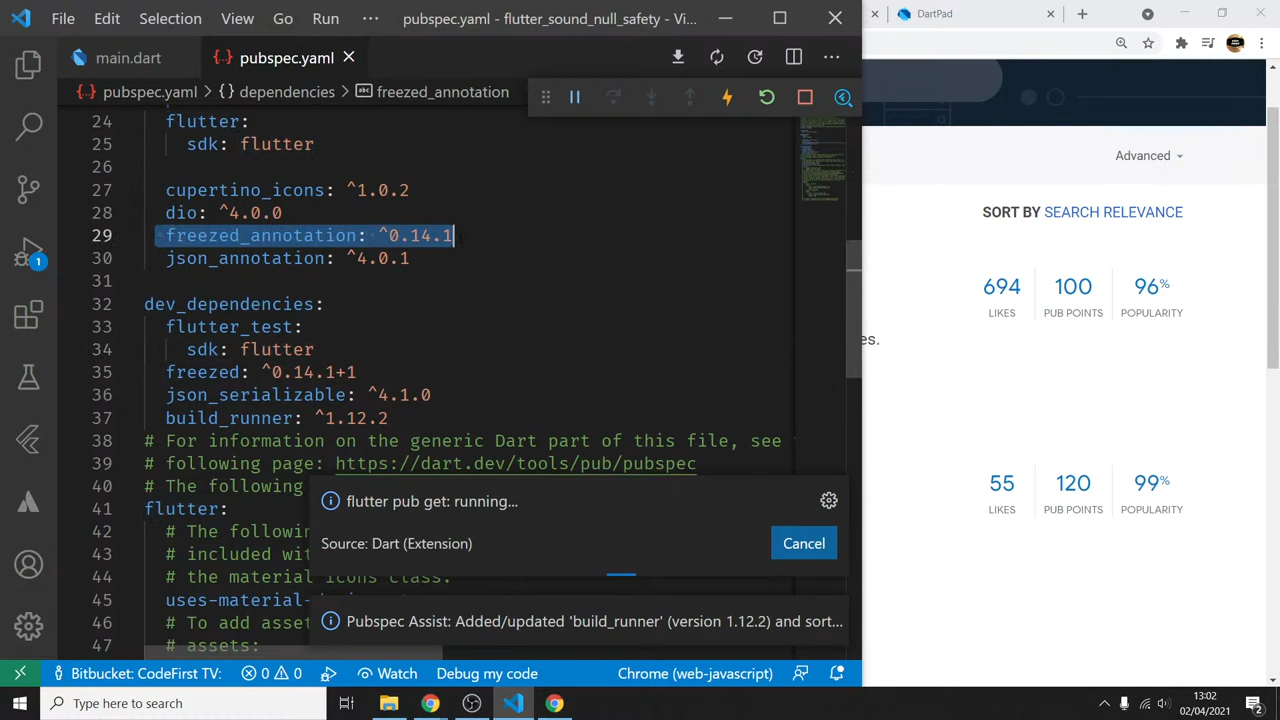 File Edit Selection View Go Run ··· pubspec.yaml - flutter_sound_null_safety - Vi...
DartPad
main.dart
pubspec.yaml
pubspec.yaml > {} dependencies > abc freezed_annotation
24 flutter:
25 sdk: flutter
26
27 cupertino_icons: ^1.0.2
28 dio: ^4.0.0
29 freezed_annotation: ^0.14.1
30 json_annotation: ^4.0.1
31
32 dev_dependencies:
33 flutter_test:
34 sdk: flutter
35 freezed: ^0.14.1+1
36 json_serializable: ^4.1.0
37 build_runner: ^1.12.2
38 # For information on the generic Dart part of this file, see
39 # following page: https://dart.dev/tools/pub/pubspec
40 # The following
41 flutter:
42 # The followin
43 # included wit
44 # the material icons class.
45 uses-material-
46 # To add asset
47 # assets:
flutter pub get: running...
Source: Dart (Extension)
Cancel
Pubspec Assist: Added/updated 'build_runner' (version 1.12.2) and sort...
1
Advanced
SORT BY SEARCH RELEVANCE
694 100 96%
LIKES PUB POINTS POPULARITY
es.
55 120 99%
LIKES PUB POINTS POPULARITY
Bitbucket: CodeFirst TV: 0 0 Watch Debug my code Chrome (web-javascript)
Type here to search
13:02
02/04/2021
2